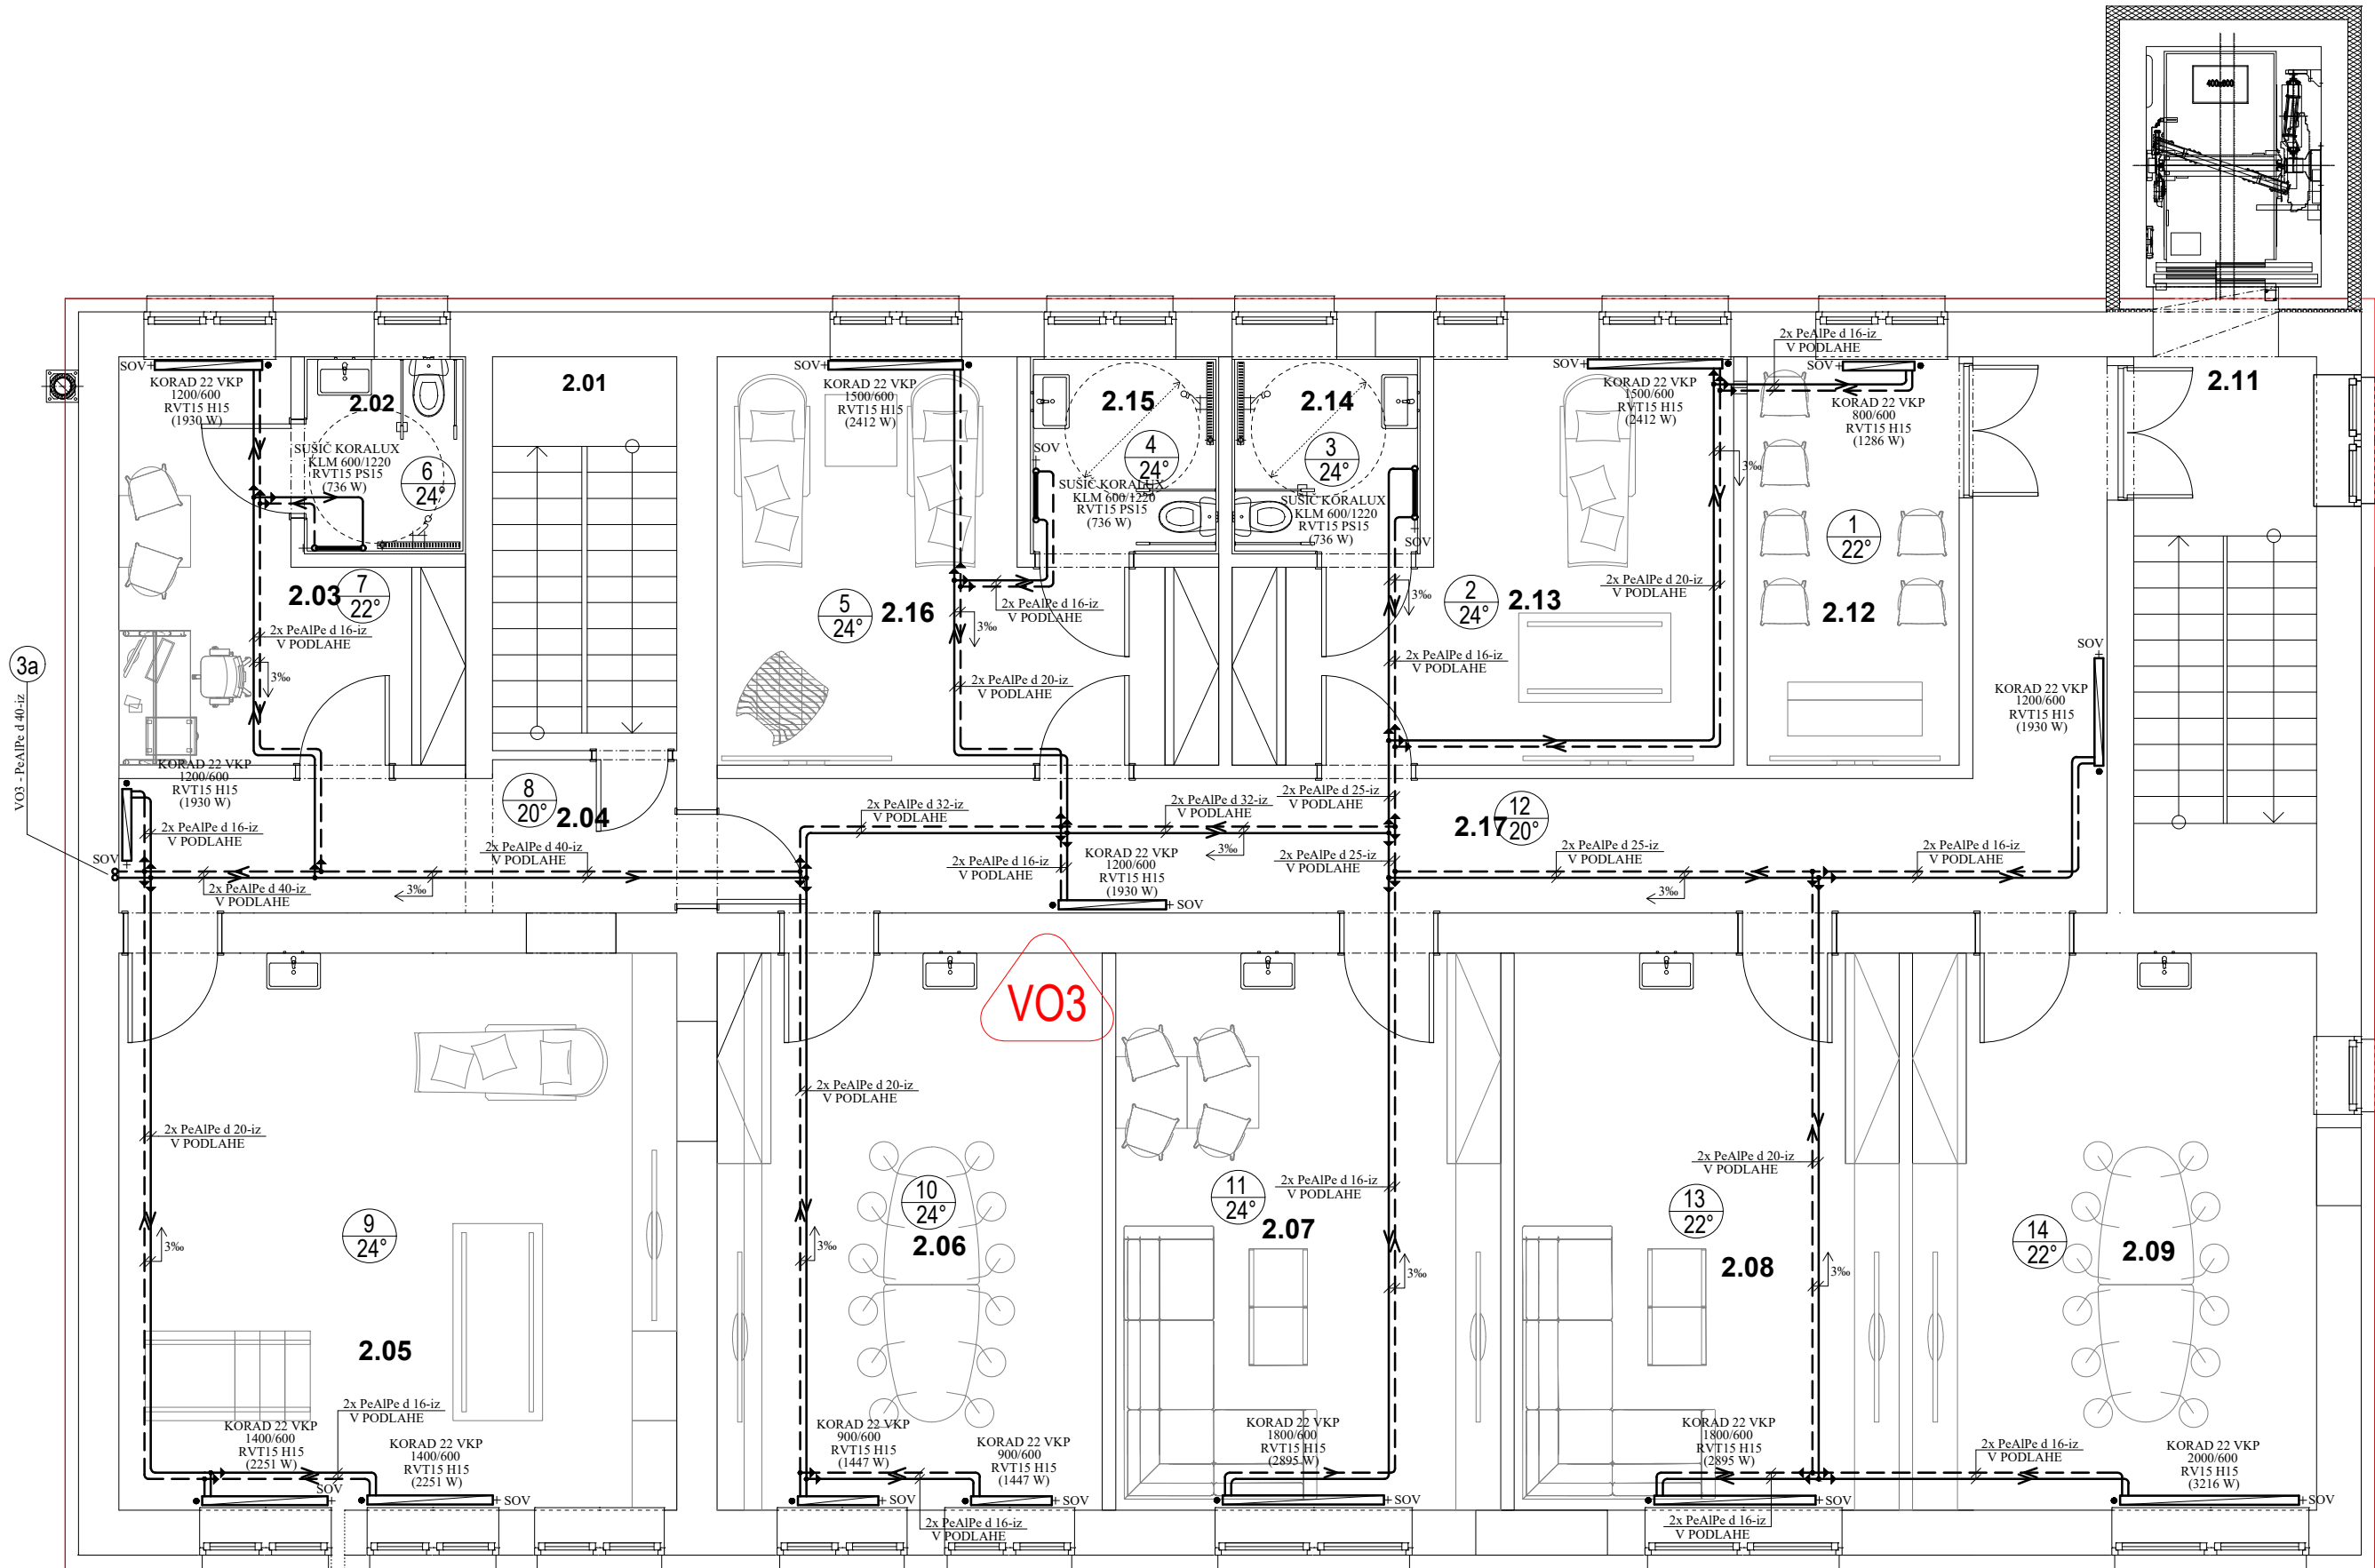 400x600
2x PeAlPe d 16-iz
V PODLAHE
SOV
KORAD 22 VKP
1200/600
RVT15 H15
(1930 W)
2.02
SUŠIČ KORALUX
KLM 600/1220
RVT15 PS15
(736 W)
6
24°
2.01
SOV
KORAD 22 VKP
1500/600
RVT15 H15
(2412 W)
2.15
4
24°
SOV
SUŠIČ KORALUX
KLM 600/1220
RVT15 PS15
(736 W)
2.14
3
24°
SUŠIČ KORALUX
KLM 600/1220
RVT15 PS15
(736 W)
SOV
SOV
KORAD 22 VKP
1500/600
RVT15 H15
(2412 W)
3‰
SOV
KORAD 22 VKP
800/600
RVT15 H15
(1286 W)
2.11
1
22°
2.12
2.03
7
22°
2x PeAlPe d 16-iz
V PODLAHE
3‰
5
24°
2.16
2x PeAlPe d 16-iz
V PODLAHE
3‰
2x PeAlPe d 20-iz
V PODLAHE
3‰
2x PeAlPe d 16-iz
V PODLAHE
2
24°
2.13
2x PeAlPe d 20-iz
V PODLAHE
SOV
KORAD 22 VKP
1200/600
RVT15 H15
(1930 W)
3a
VO3 - PeAlPe d 40-iz
KORAD 22 VKP
1200/600
RVT15 H15
(1930 W)
2x PeAlPe d 16-iz
V PODLAHE
SOV
2x PeAlPe d 40-iz
V PODLAHE
3‰
8
20°
2.04
2x PeAlPe d 40-iz
V PODLAHE
2x PeAlPe d 32-iz
V PODLAHE
2x PeAlPe d 32-iz
V PODLAHE
2x PeAlPe d 25-iz
V PODLAHE
2x PeAlPe d 16-iz
V PODLAHE
KORAD 22 VKP
1200/600
RVT15 H15
(1930 W)
SOV
3‰
2x PeAlPe d 25-iz
V PODLAHE
2.17
12
20°
2x PeAlPe d 25-iz
V PODLAHE
3‰
2x PeAlPe d 16-iz
V PODLAHE
VO3
2x PeAlPe d 20-iz
V PODLAHE
3‰
9
24°
2.05
2x PeAlPe d 16-iz
V PODLAHE
KORAD 22 VKP
1400/600
RVT15 H15
(2251 W)
SOV
KORAD 22 VKP
1400/600
RVT15 H15
(2251 W)
SOV
2x PeAlPe d 20-iz
V PODLAHE
3‰
10
24°
2.06
KORAD 22 VKP
900/600
RVT15 H15
(1447 W)
SOV
KORAD 22 VKP
900/600
RVT15 H15
(1447 W)
SOV
2x PeAlPe d 16-iz
V PODLAHE
11
24°
2.07
2x PeAlPe d 16-iz
V PODLAHE
3‰
KORAD 22 VKP
1800/600
RVT15 H15
(2895 W)
SOV
2x PeAlPe d 20-iz
V PODLAHE
13
22°
2.08
3‰
KORAD 22 VKP
1800/600
RVT15 H15
(2895 W)
SOV
2x PeAlPe d 16-iz
V PODLAHE
14
22°
2.09
2x PeAlPe d 16-iz
V PODLAHE
KORAD 22 VKP
2000/600
RV15 H15
(3216 W)
SOV